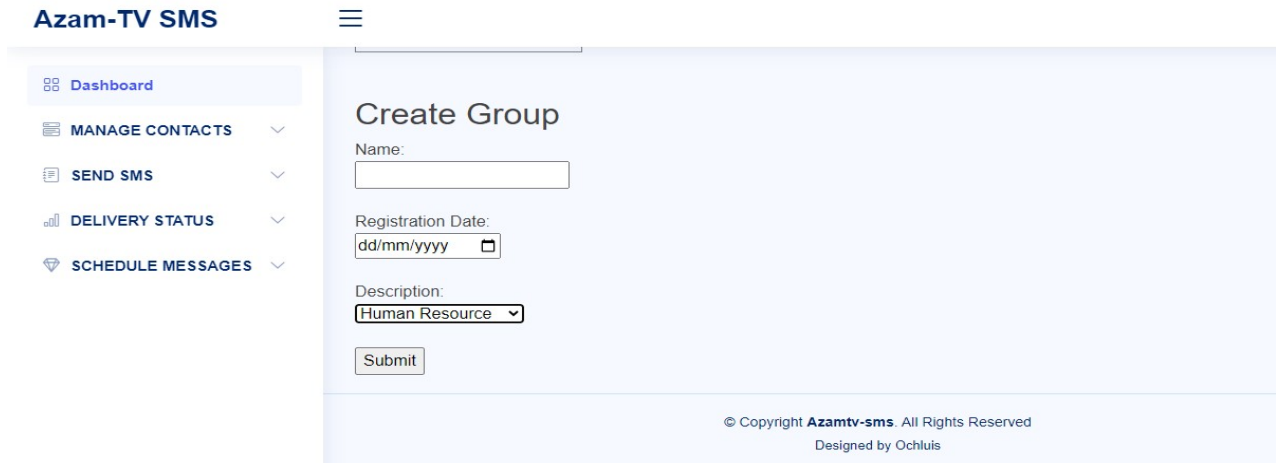 Azam-TV SMS
Dashboard
MANAGE CONTACTS
SEND SMS
DELIVERY STATUS
SCHEDULE MESSAGES
Create Group
Name:
Registration Date:
dd/mm/yyyy
Description:
Human Resource
Submit
© Copyright Azamtv-sms. All Rights Reserved
Designed by Ochluis